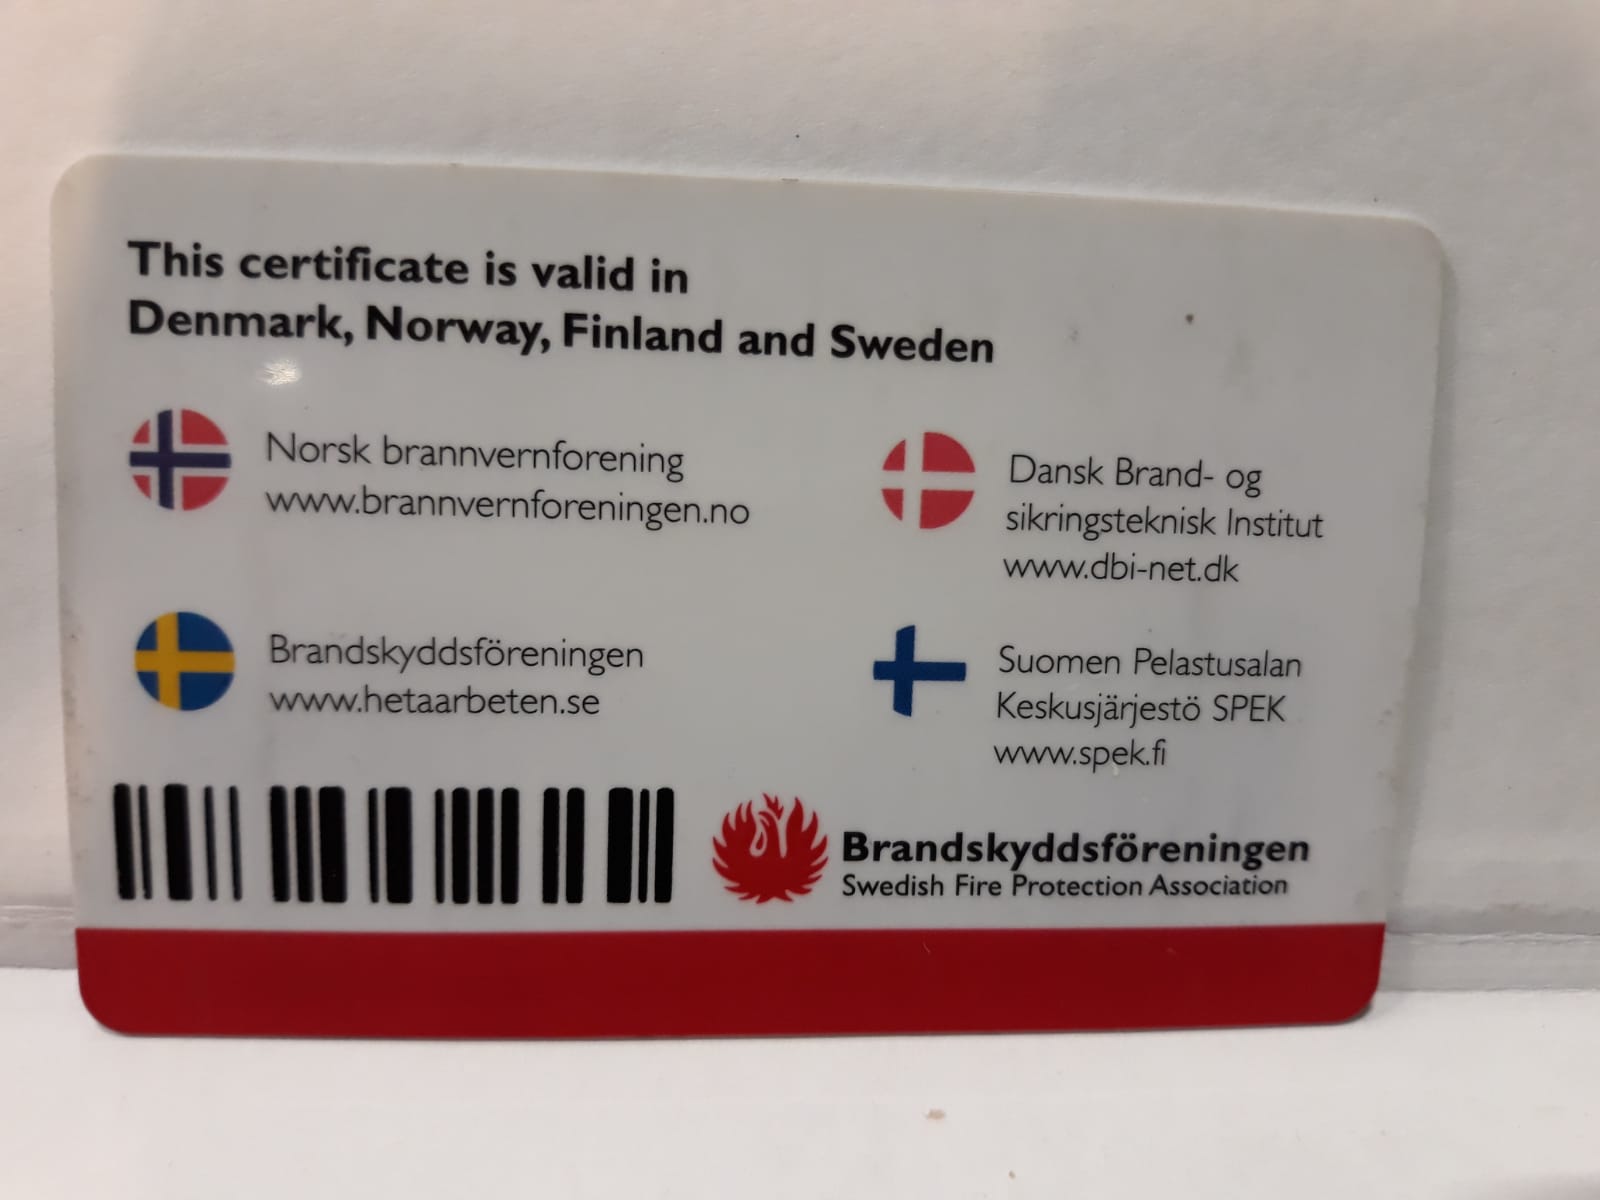 This certificate is valid in
Denmark, Norway, Finland and Sweden
Norsk brannvernforening
www.brannvernforeningen.no
Dansk Brand- og
sikringsteknisk Institut
www.dbi-net.dk
Brandskyddsföreningen
www.hetaarbeten.se
Suomen Pelastusalan
Keskusjärjestö SPEK
www.spek.fi
Brandskyddsföreningen
Swedish Fire Protection Association